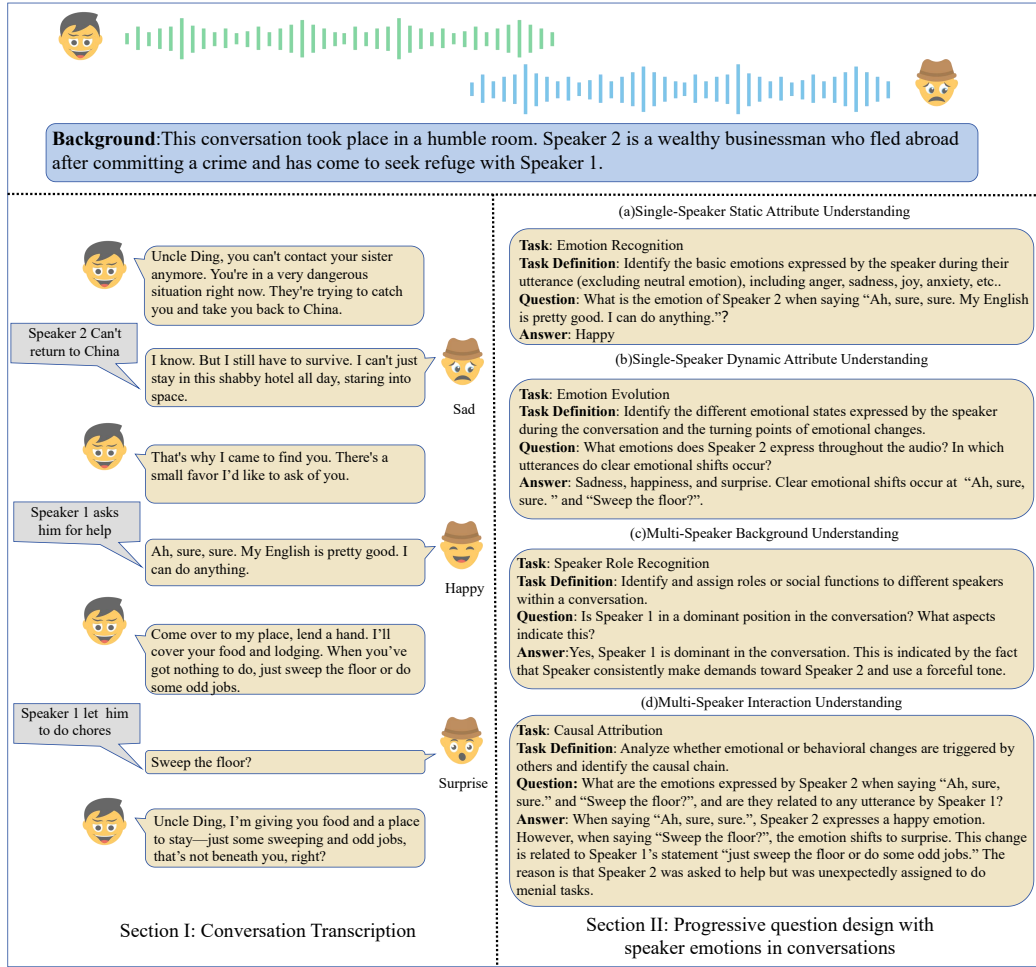 Background:This conversation took place in a humble room. Speaker 2 is a wealthy businessman who fled abroad
after committing a crime and has come to seek refuge with Speaker 1.
Uncle Ding, you can't contact your sister
anymore. You're in a very dangerous
situation right now. They're trying to catch
you and take you back to China.
Speaker 2 Can't
return to China
I know. But I still have to survive. I can't just
stay in this shabby hotel all day, staring into
space.
Sad
That's why I came to find you. There's a
small favor I'd like to ask of you.
Speaker 1 asks
him for help
Ah, sure, sure. My English is pretty good. I
can do anything.
Happy
Come over to my place, lend a hand. I'll
cover your food and lodging. When you've
got nothing to do, just sweep the floor or do
some odd jobs.
Speaker 1 let him
to do chores
Sweep the floor?
Surprise
Uncle Ding, I'm giving you food and a place
to stay—just some sweeping and odd jobs,
that's not beneath you, right?
Section I: Conversation Transcription
(a)Single-Speaker Static Attribute Understanding
Task: Emotion Recognition
Task Definition: Identify the basic emotions expressed by the speaker during their
utterance (excluding neutral emotion), including anger, sadness, joy, anxiety, etc..
Question: What is the emotion of Speaker 2 when saying “Ah, sure, sure. My English
is pretty good. I can do anything.”?
Answer: Happy
(b)Single-Speaker Dynamic Attribute Understanding
Task: Emotion Evolution
Task Definition: Identify the different emotional states expressed by the speaker
during the conversation and the turning points of emotional changes.
Question: What emotions does Speaker 2 express throughout the audio? In which
utterances do clear emotional shifts occur?
Answer: Sadness, happiness, and surprise. Clear emotional shifts occur at “Ah, sure,
sure. ” and “Sweep the floor?”.
(c)Multi-Speaker Background Understanding
Task: Speaker Role Recognition
Task Definition: Identify and assign roles or social functions to different speakers
within a conversation.
Question: Is Speaker 1 in a dominant position in the conversation? What aspects
indicate this?
Answer:Yes, Speaker 1 is dominant in the conversation. This is indicated by the fact
that Speaker consistently make demands toward Speaker 2 and use a forceful tone.
(d)Multi-Speaker Interaction Understanding
Task: Causal Attribution
Task Definition: Analyze whether emotional or behavioral changes are triggered by
others and identify the causal chain.
Question: What are the emotions expressed by Speaker 2 when saying “Ah, sure,
sure.” and “Sweep the floor?”, and are they related to any utterance by Speaker 1?
Answer: When saying “Ah, sure, sure.”, Speaker 2 expresses a happy emotion.
However, when saying “Sweep the floor?”, the emotion shifts to surprise. This change
is related to Speaker 1's statement “just sweep the floor or do some odd jobs.” The
reason is that Speaker 2 was asked to help but was unexpectedly assigned to do
menial tasks.
Section II: Progressive question design with
speaker emotions in conversations